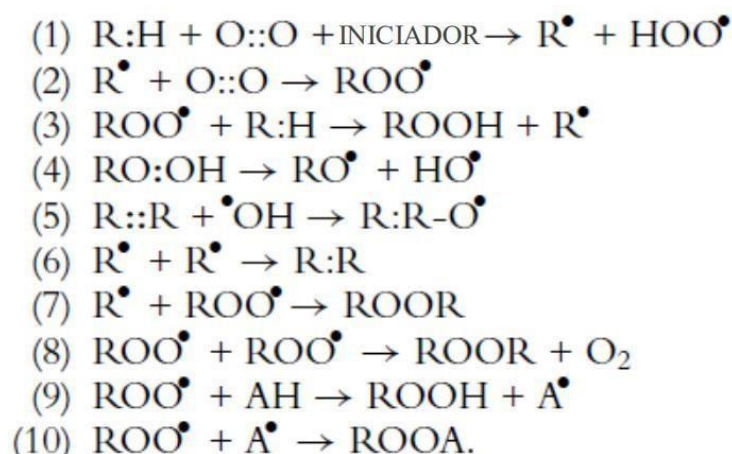 (1) R:H + O::O +INICIADOR→ R• + HOO•
(2) R• + O::O → ROO•
(3) ROO• + R:H → ROOH + R•
(4) RO:OH → RO• + HO•
(5) R::R + •OH → R:R-O•
(6) R• + R• → R:R
(7) R• + ROO• → ROOR
(8) ROO• + ROO• → ROOR + O₂
(9) ROO• + AH → ROOH + A•
(10) ROO• + A• → ROOA.